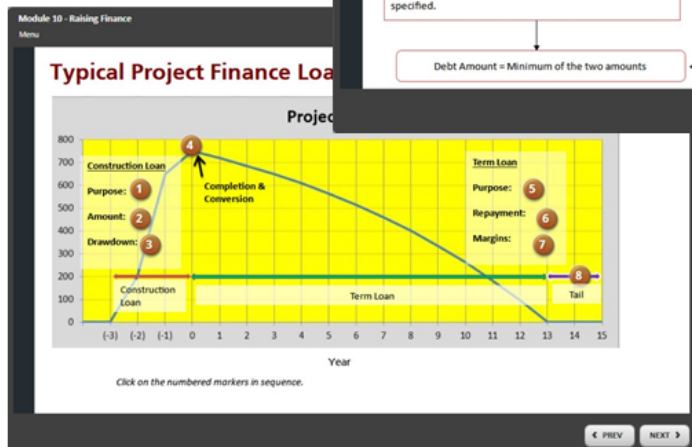 specified.
Debt Amount = Minimum of the two amounts
Module 10 - Raising Finance
Menu
Typical Project Finance Loa
Projec
800
700
600
500
400
300
200
100
0
4
Construction Loan
Purpose: 1
Amount: 2
Drawdown: 3
Completion &
Conversion
Term Loan
Purpose: 5
Repayment: 6
Margins: 7
8
Construction
Loan
Term Loan
Tail
(-3) (-2) (-1) 0 1 2 3 4 5 6 7 8 9 10 11 12 13 14 15
Year
Click on the numbered markers in sequence.
PREV NEXT